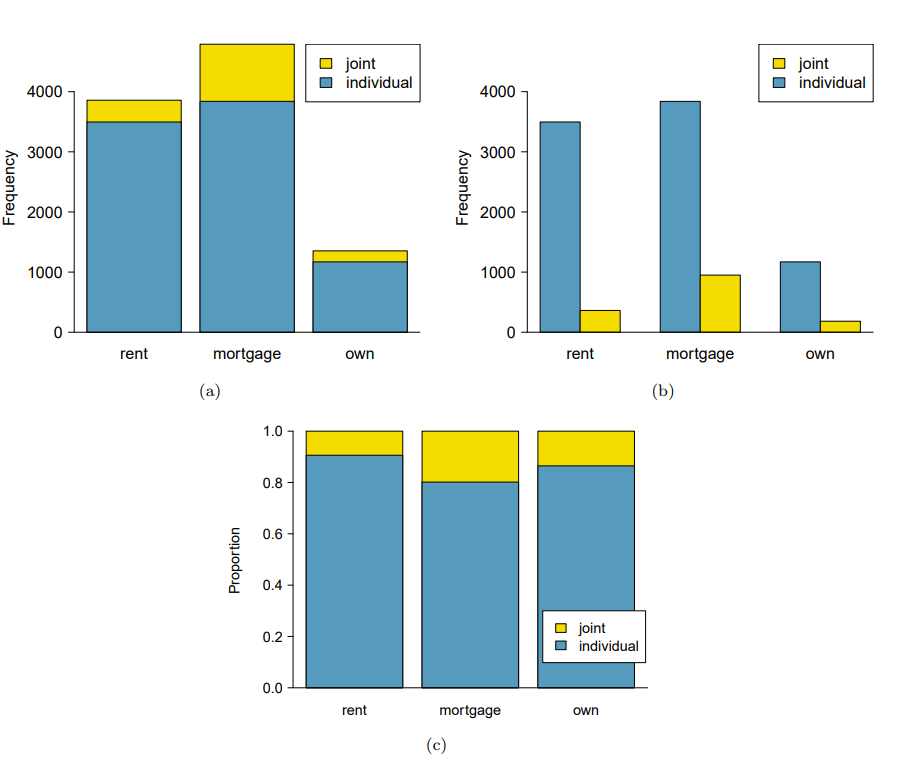 joint
individual
4000
3000
2000
1000
0
Frequency
rent mortgage own
(a)
joint
individual
4000
3000
2000
1000
0
Frequency
rent mortgage own
(b)
1.0
0.8
0.6
0.4
0.2
0.0
Proportion
joint
individual
rent mortgage own
(c)